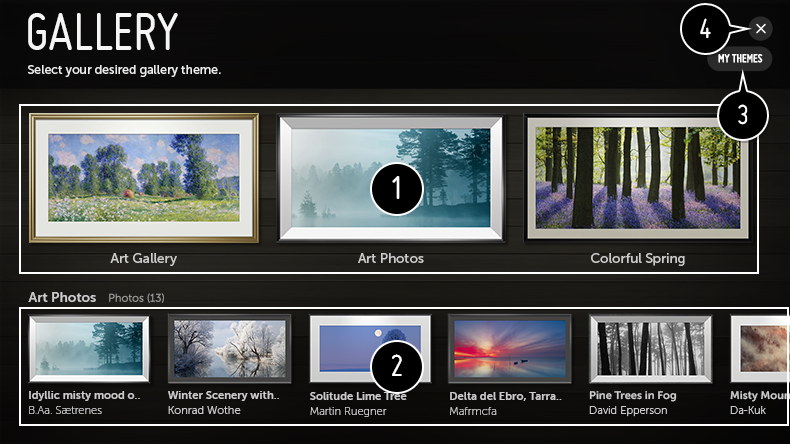 GALLERY
Select your desired gallery theme.
4
MY THEMES
3
1
Art Gallery
Art Photos
Colorful Spring
Art Photos Photos (13)
2
Idyllic misty mood o..
B.Aa. Sætrenes
Winter Scenery with..
Konrad Wothe
Solitude Lime Tree
Martin Ruegner
Delta del Ebro, Tarra..
Mafrmcfa
Pine Trees in Fog
David Epperson
Misty Moun
Da-Kuk